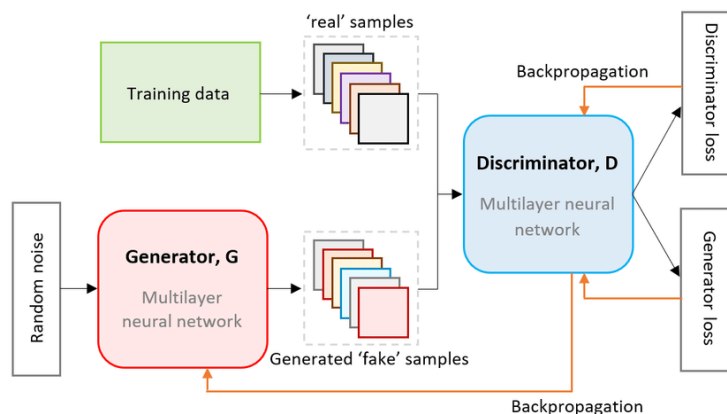 'real' samples
Training data
Backpropagation
Discriminator loss
Discriminator, D
Multilayer neural
network
Random noise
Generator, G
Multilayer
neural network
Generated 'fake' samples
Generator loss
Backpropagation